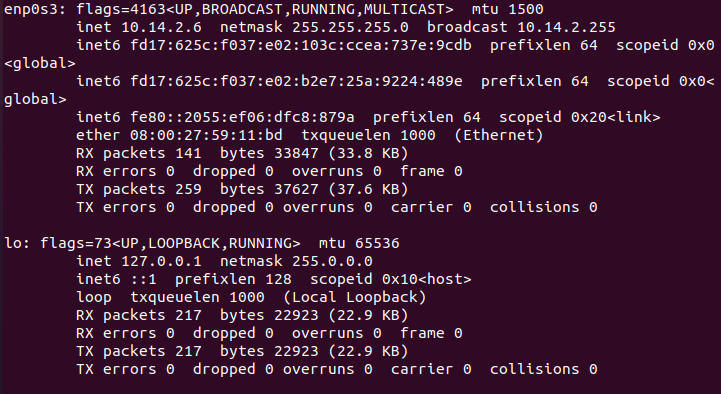 enp0s3: flags=4163<UP,BROADCAST,RUNNING,MULTICAST>  mtu 1500
        inet 10.14.2.6  netmask 255.255.255.0  broadcast 10.14.2.255
        inet6 fd17:625c:f037:e02:103c:ccea:737e:9cdb  prefixlen 64  scopeid 0x0
<global>
        inet6 fd17:625c:f037:e02:b2e7:25a:9224:489e  prefixlen 64  scopeid 0x0<
global>
        inet6 fe80::2055:ef06:dfc8:879a  prefixlen 64  scopeid 0x20<link>
        ether 08:00:27:59:11:bd  txqueuelen 1000  (Ethernet)
        RX packets 141  bytes 33847 (33.8 KB)
        RX errors 0  dropped 0  overruns 0  frame 0
        TX packets 259  bytes 37627 (37.6 KB)
        TX errors 0  dropped 0 overruns 0  carrier 0  collisions 0

lo: flags=73<UP,LOOPBACK,RUNNING>  mtu 65536
        inet 127.0.0.1  netmask 255.0.0.0
        inet6 ::1  prefixlen 128  scopeid 0x10<host>
        loop  txqueuelen 1000  (Local Loopback)
        RX packets 217  bytes 22923 (22.9 KB)
        RX errors 0  dropped 0  overruns 0  frame 0
        TX packets 217  bytes 22923 (22.9 KB)
        TX errors 0  dropped 0 overruns 0  carrier 0  collisions 0